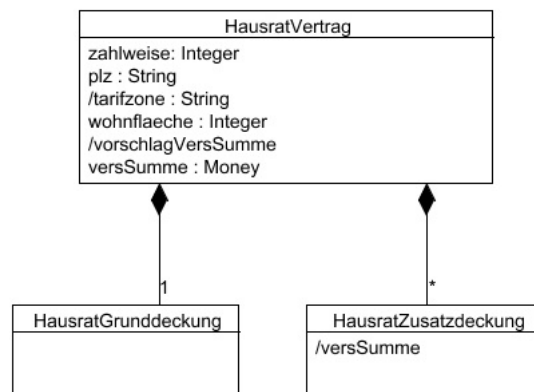 HausratVertrag
zahlweise: Integer
plz : String
/tarifzone : String
wohnflaeche : Integer
/vorschlagVersSumme
versSumme : Money
1
*
HausratGrunddeckung
HausratZusatzdeckung
/versSumme